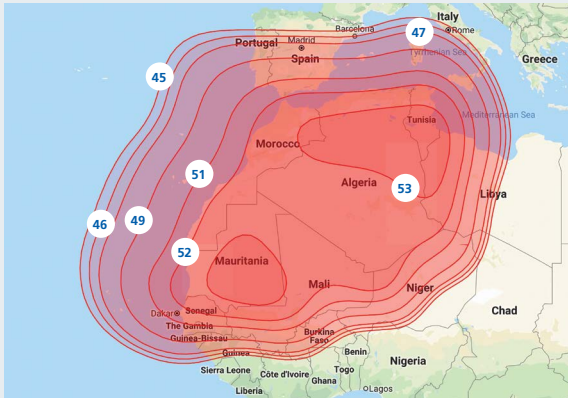 Italy
47
Barcelona
Rome
Portugal
Madrid
Spain
Tyrrhenian Sea
Greece
45
Mediterranean Sea
Tunisia
Morocco
51
Algeria
53
Libya
46
49
52
Mauritania
Mali
Niger
Dakar
Senegal
Chad
The Gambia
Guinea-Bissau
Burkina
Faso
Guinea
Benin
Nigeria
Sierra Leone
Côte d'Ivoire
Togo
Ghana
Liberia
Lagos